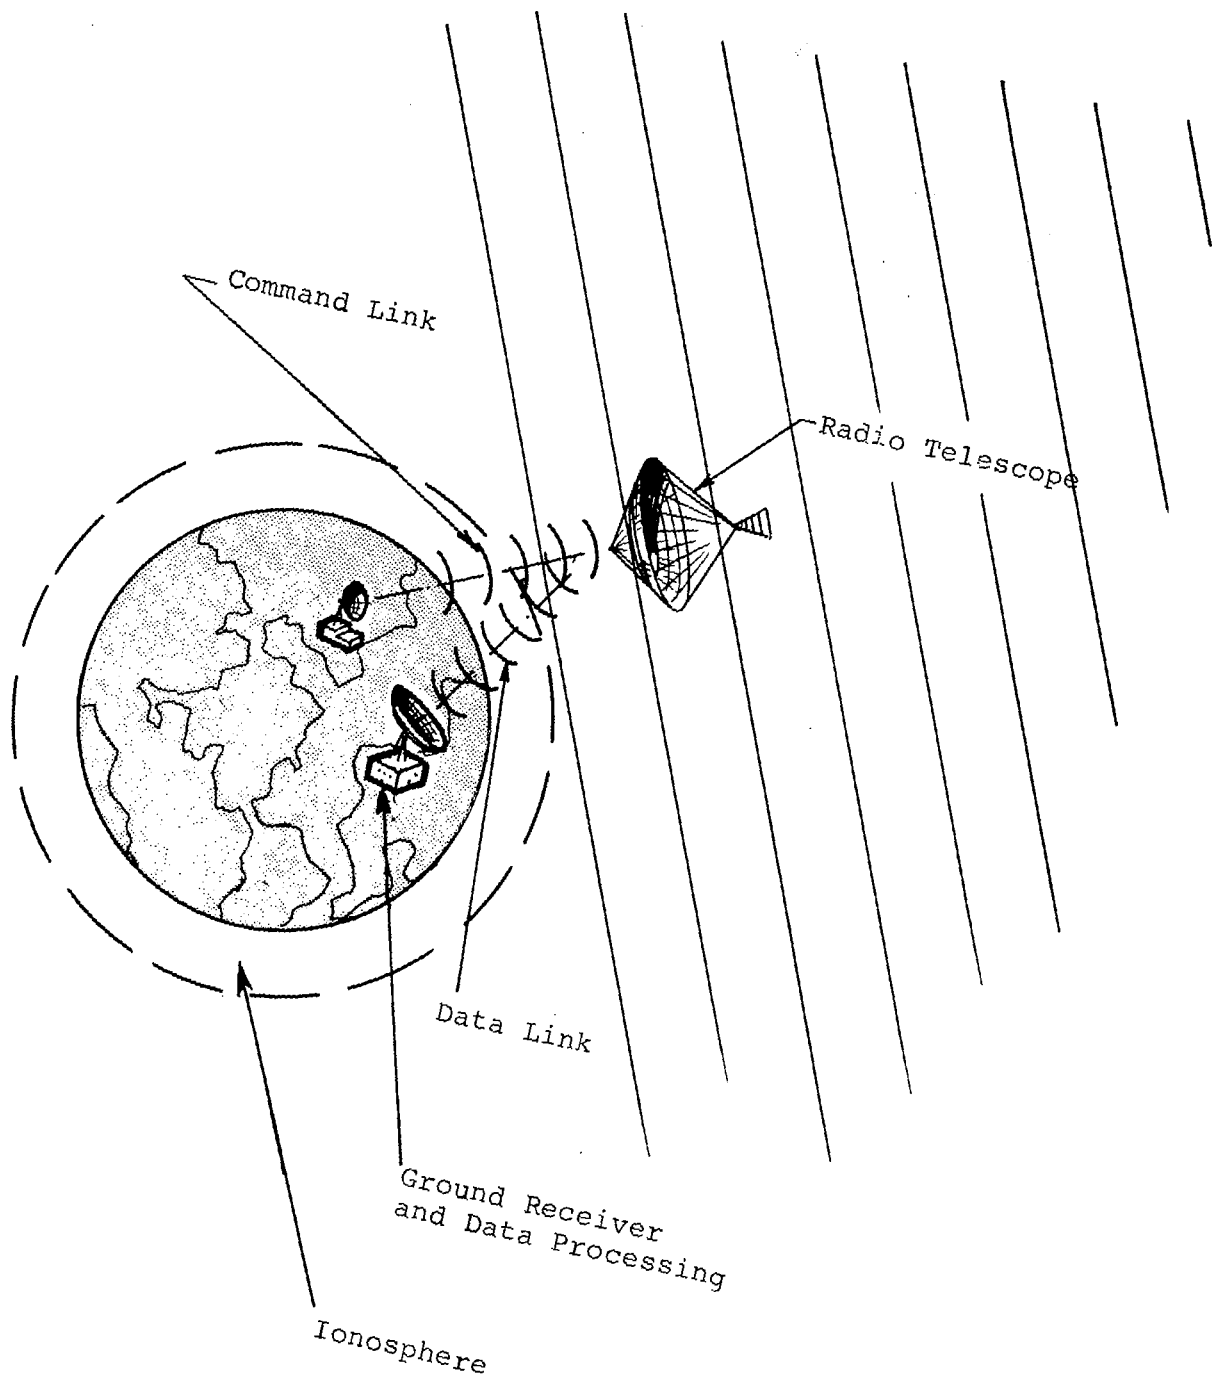 Command Link
Radio Telescope
Data Link
Ground Receiver
and Data Processing
Ionosphere